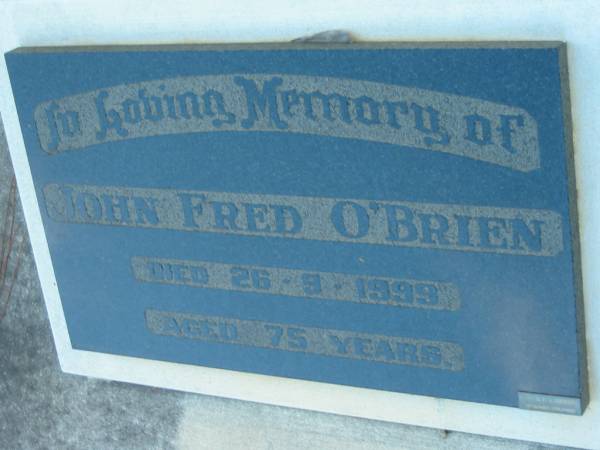 In Loving Memory of
JOHN FRED O'BRIEN
DIED 26-9-1999
AGED 75 YEARS.